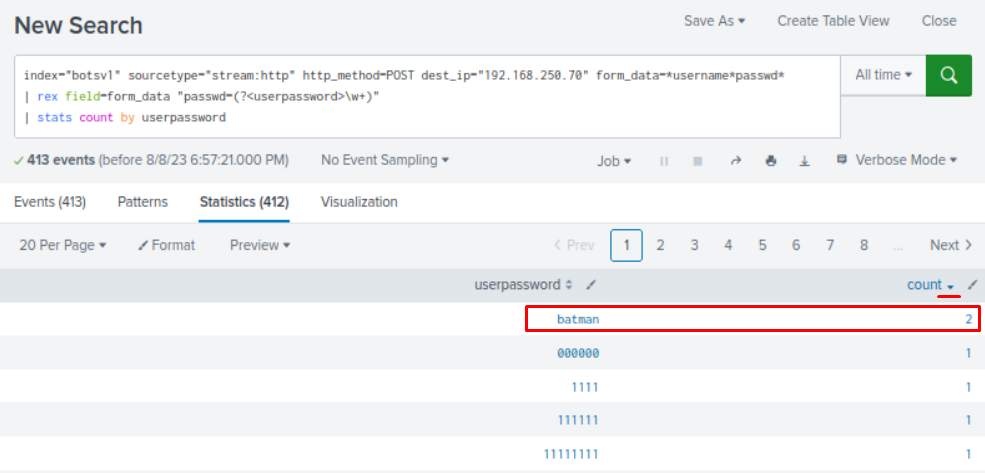 New Search
Save As Create Table View Close
index="botsv1" sourcetype="stream:http" http_method=POST dest_ip="192.168.250.70" form_data=*username*passwd*
| rex field=form_data "passwd=(?<userpassword>\w+)"
| stats count by userpassword
All time
413 events (before 8/8/23 6:57:21.000 PM) No Event Sampling Job Verbose Mode
Events (413) Patterns Statistics (412) Visualization
20 Per Page Format Preview < Prev 1 2 3 4 5 6 7 8 ... Next >
userpassword count
batman 2
000000 1
1111 1
111111 1
11111111 1